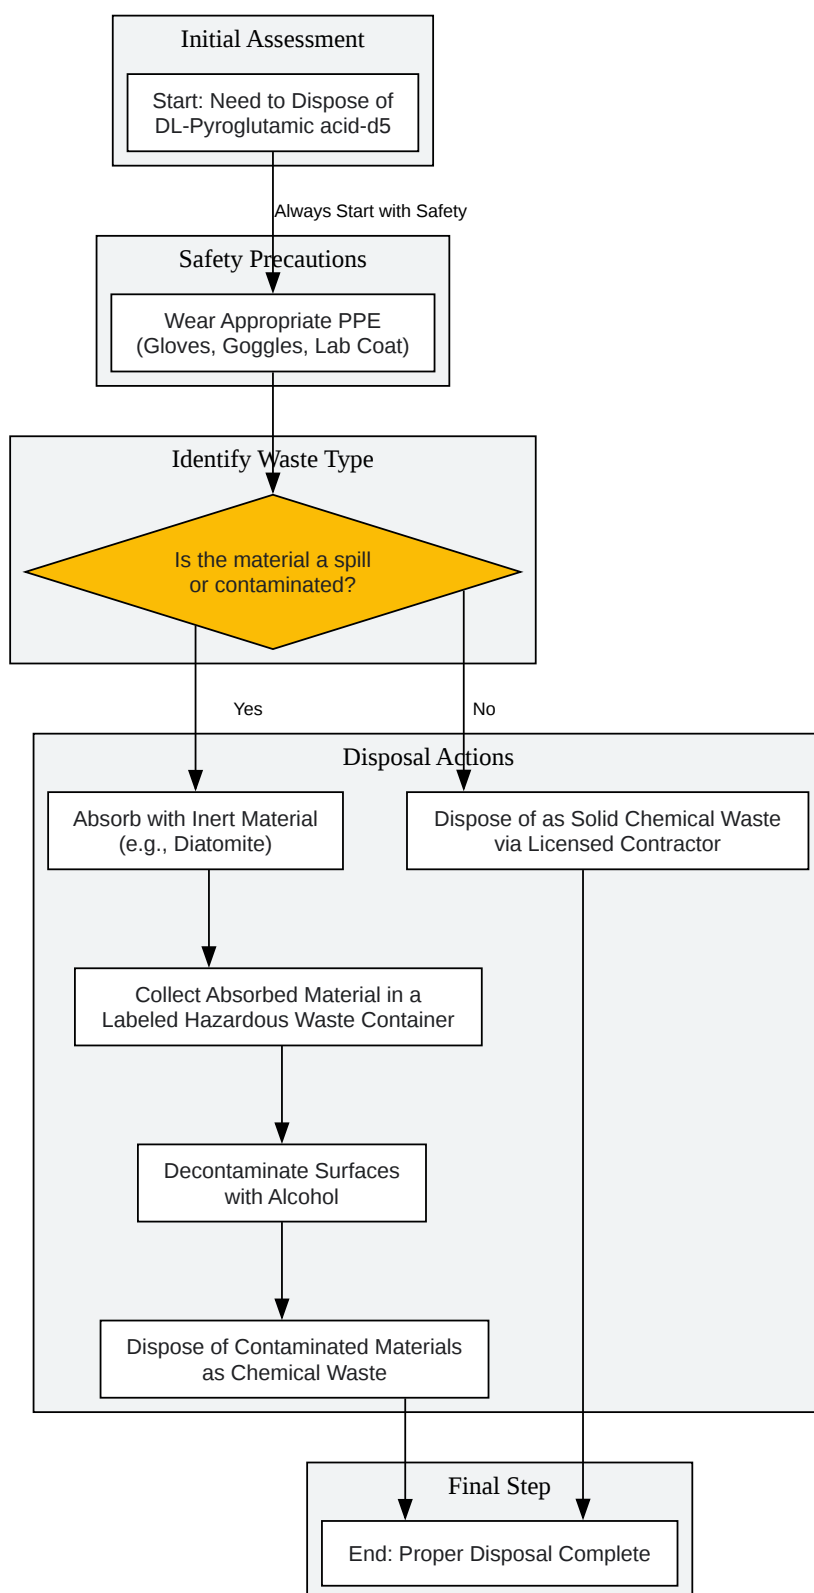 Initial Assessment
Start: Need to Dispose of
DL-Pyroglutamic acid-d5
Always Start with Safety
Safety Precautions
Wear Appropriate PPE
(Gloves, Goggles, Lab Coat)
Identify Waste Type
Is the material a spill
or contaminated?
Yes
No
Disposal Actions
Absorb with Inert Material
(e.g., Diatomite)
Dispose of as Solid Chemical Waste
via Licensed Contractor
Collect Absorbed Material in a
Labeled Hazardous Waste Container
Decontaminate Surfaces
with Alcohol
Dispose of Contaminated Materials
as Chemical Waste
Final Step
End: Proper Disposal Complete